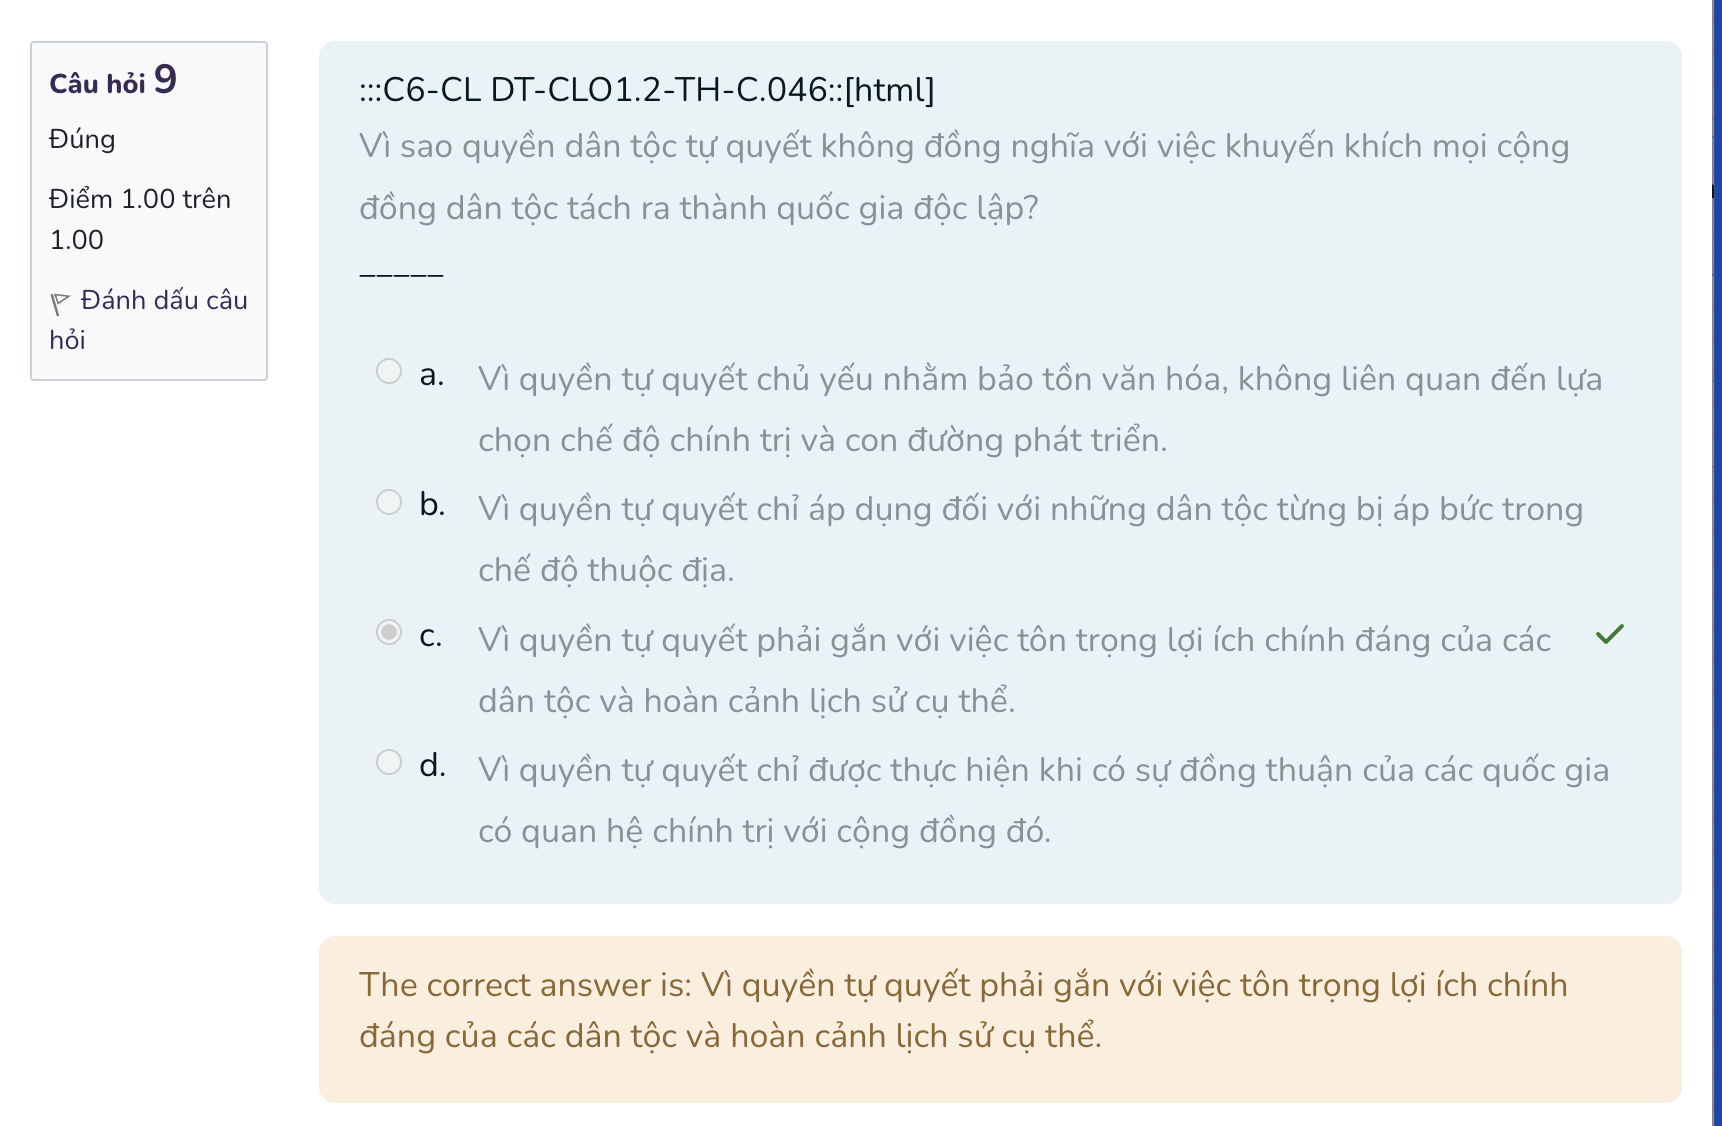 Câu hỏi 9
Đúng
Điểm 1.00 trên
1.00
Đánh dấu câu
hỏi
:::C6-CL DT-CLO1.2-TH-C.046::[html]
Vì sao quyền dân tộc tự quyết không đồng nghĩa với việc khuyến khích mọi cộng
đồng dân tộc tách ra thành quốc gia độc lập?
_____
a. Vì quyền tự quyết chủ yếu nhằm bảo tồn văn hóa, không liên quan đến lựa
chọn chế độ chính trị và con đường phát triển.
b. Vì quyền tự quyết chỉ áp dụng đối với những dân tộc từng bị áp bức trong
chế độ thuộc địa.
c. Vì quyền tự quyết phải gắn với việc tôn trọng lợi ích chính đáng của các
dân tộc và hoàn cảnh lịch sử cụ thể.
d. Vì quyền tự quyết chỉ được thực hiện khi có sự đồng thuận của các quốc gia
có quan hệ chính trị với cộng đồng đó.
The correct answer is: Vì quyền tự quyết phải gắn với việc tôn trọng lợi ích chính
đáng của các dân tộc và hoàn cảnh lịch sử cụ thể.